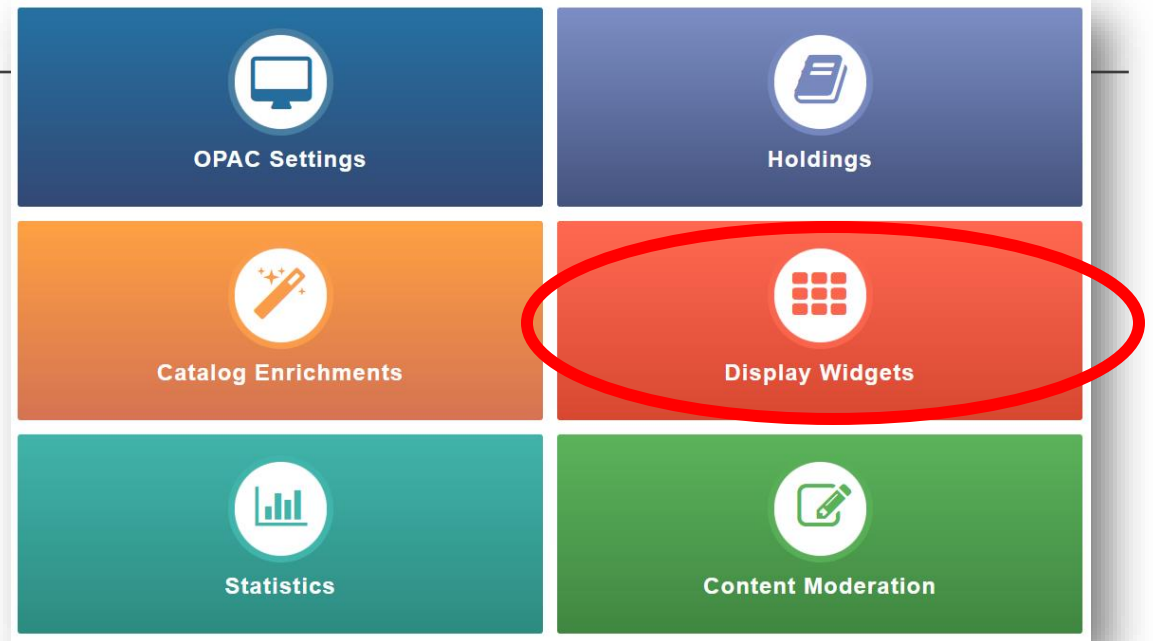 OPAC Settings
Holdings
Catalog Enrichments
Display Widgets
Statistics
Content Moderation